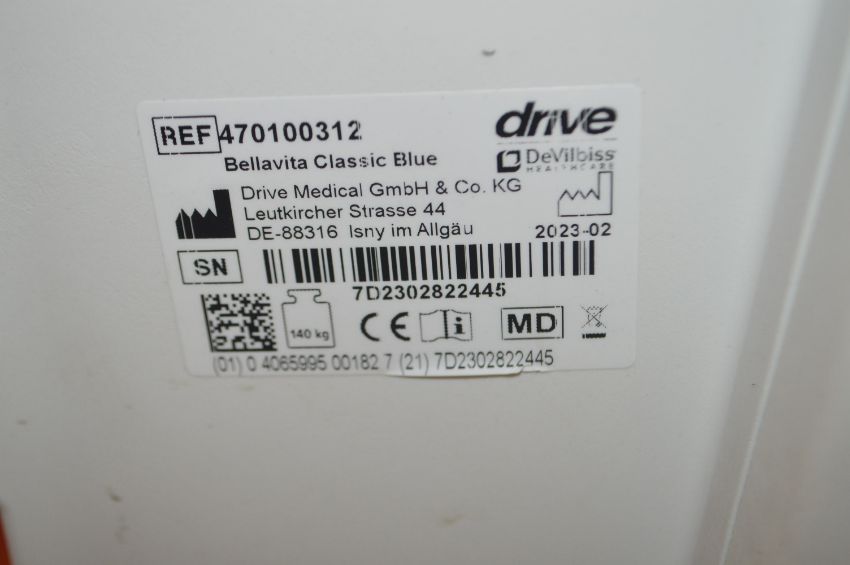 REF 470100312
drive
Bellavita Classic Blue
DeVilbiss
HEALTHCARE
Drive Medical GmbH & Co. KG
Leutkircher Strasse 44
DE-88316 Isny im Allgäu
2023-02
SN
7D2302822445
140 kg
CE
i
MD
(01) 0 4065995 00182 7 (21) 7D2302822445